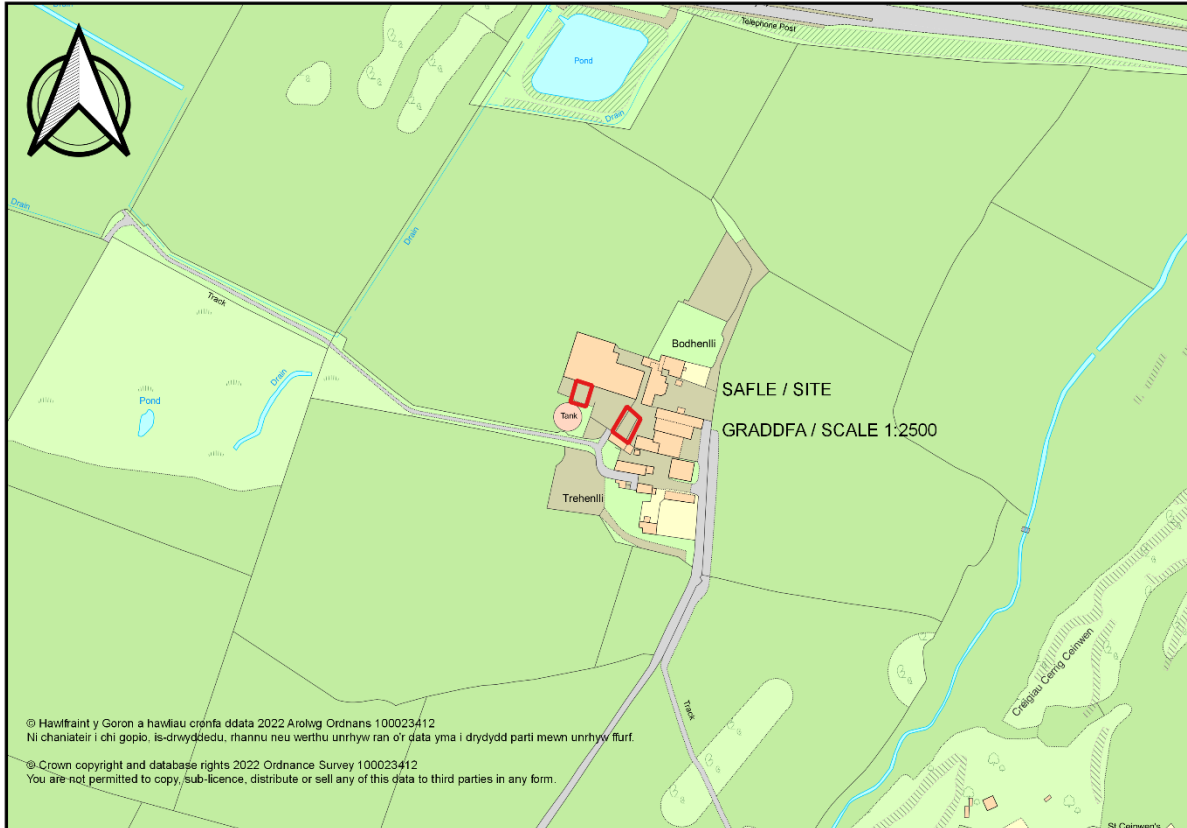 Drain
Telephone Post
Pond
Drain
Drain
Drain
Track
Bodhenlli
SAFLE / SITE
Drain
Pond
Tank
GRADDFA / SCALE 1:2500
Trehenlli
Creigiau Cerrig Ceinwen
Track
© Hawlfraint y Goron a hawliau cronfa ddata 2022 Arolwg Ordnans 100023412
Ni chaniateir i chi gopio, is-drwyddedu, rhannu neu werthu unrhyw ran o'r data yma i drydydd parti mewn unrhyw ffurf.
© Crown copyright and database rights 2022 Ordnance Survey 100023412
You are not permitted to copy, sub-licence, distribute or sell any of this data to third parties in any form.
St Ceinwen's